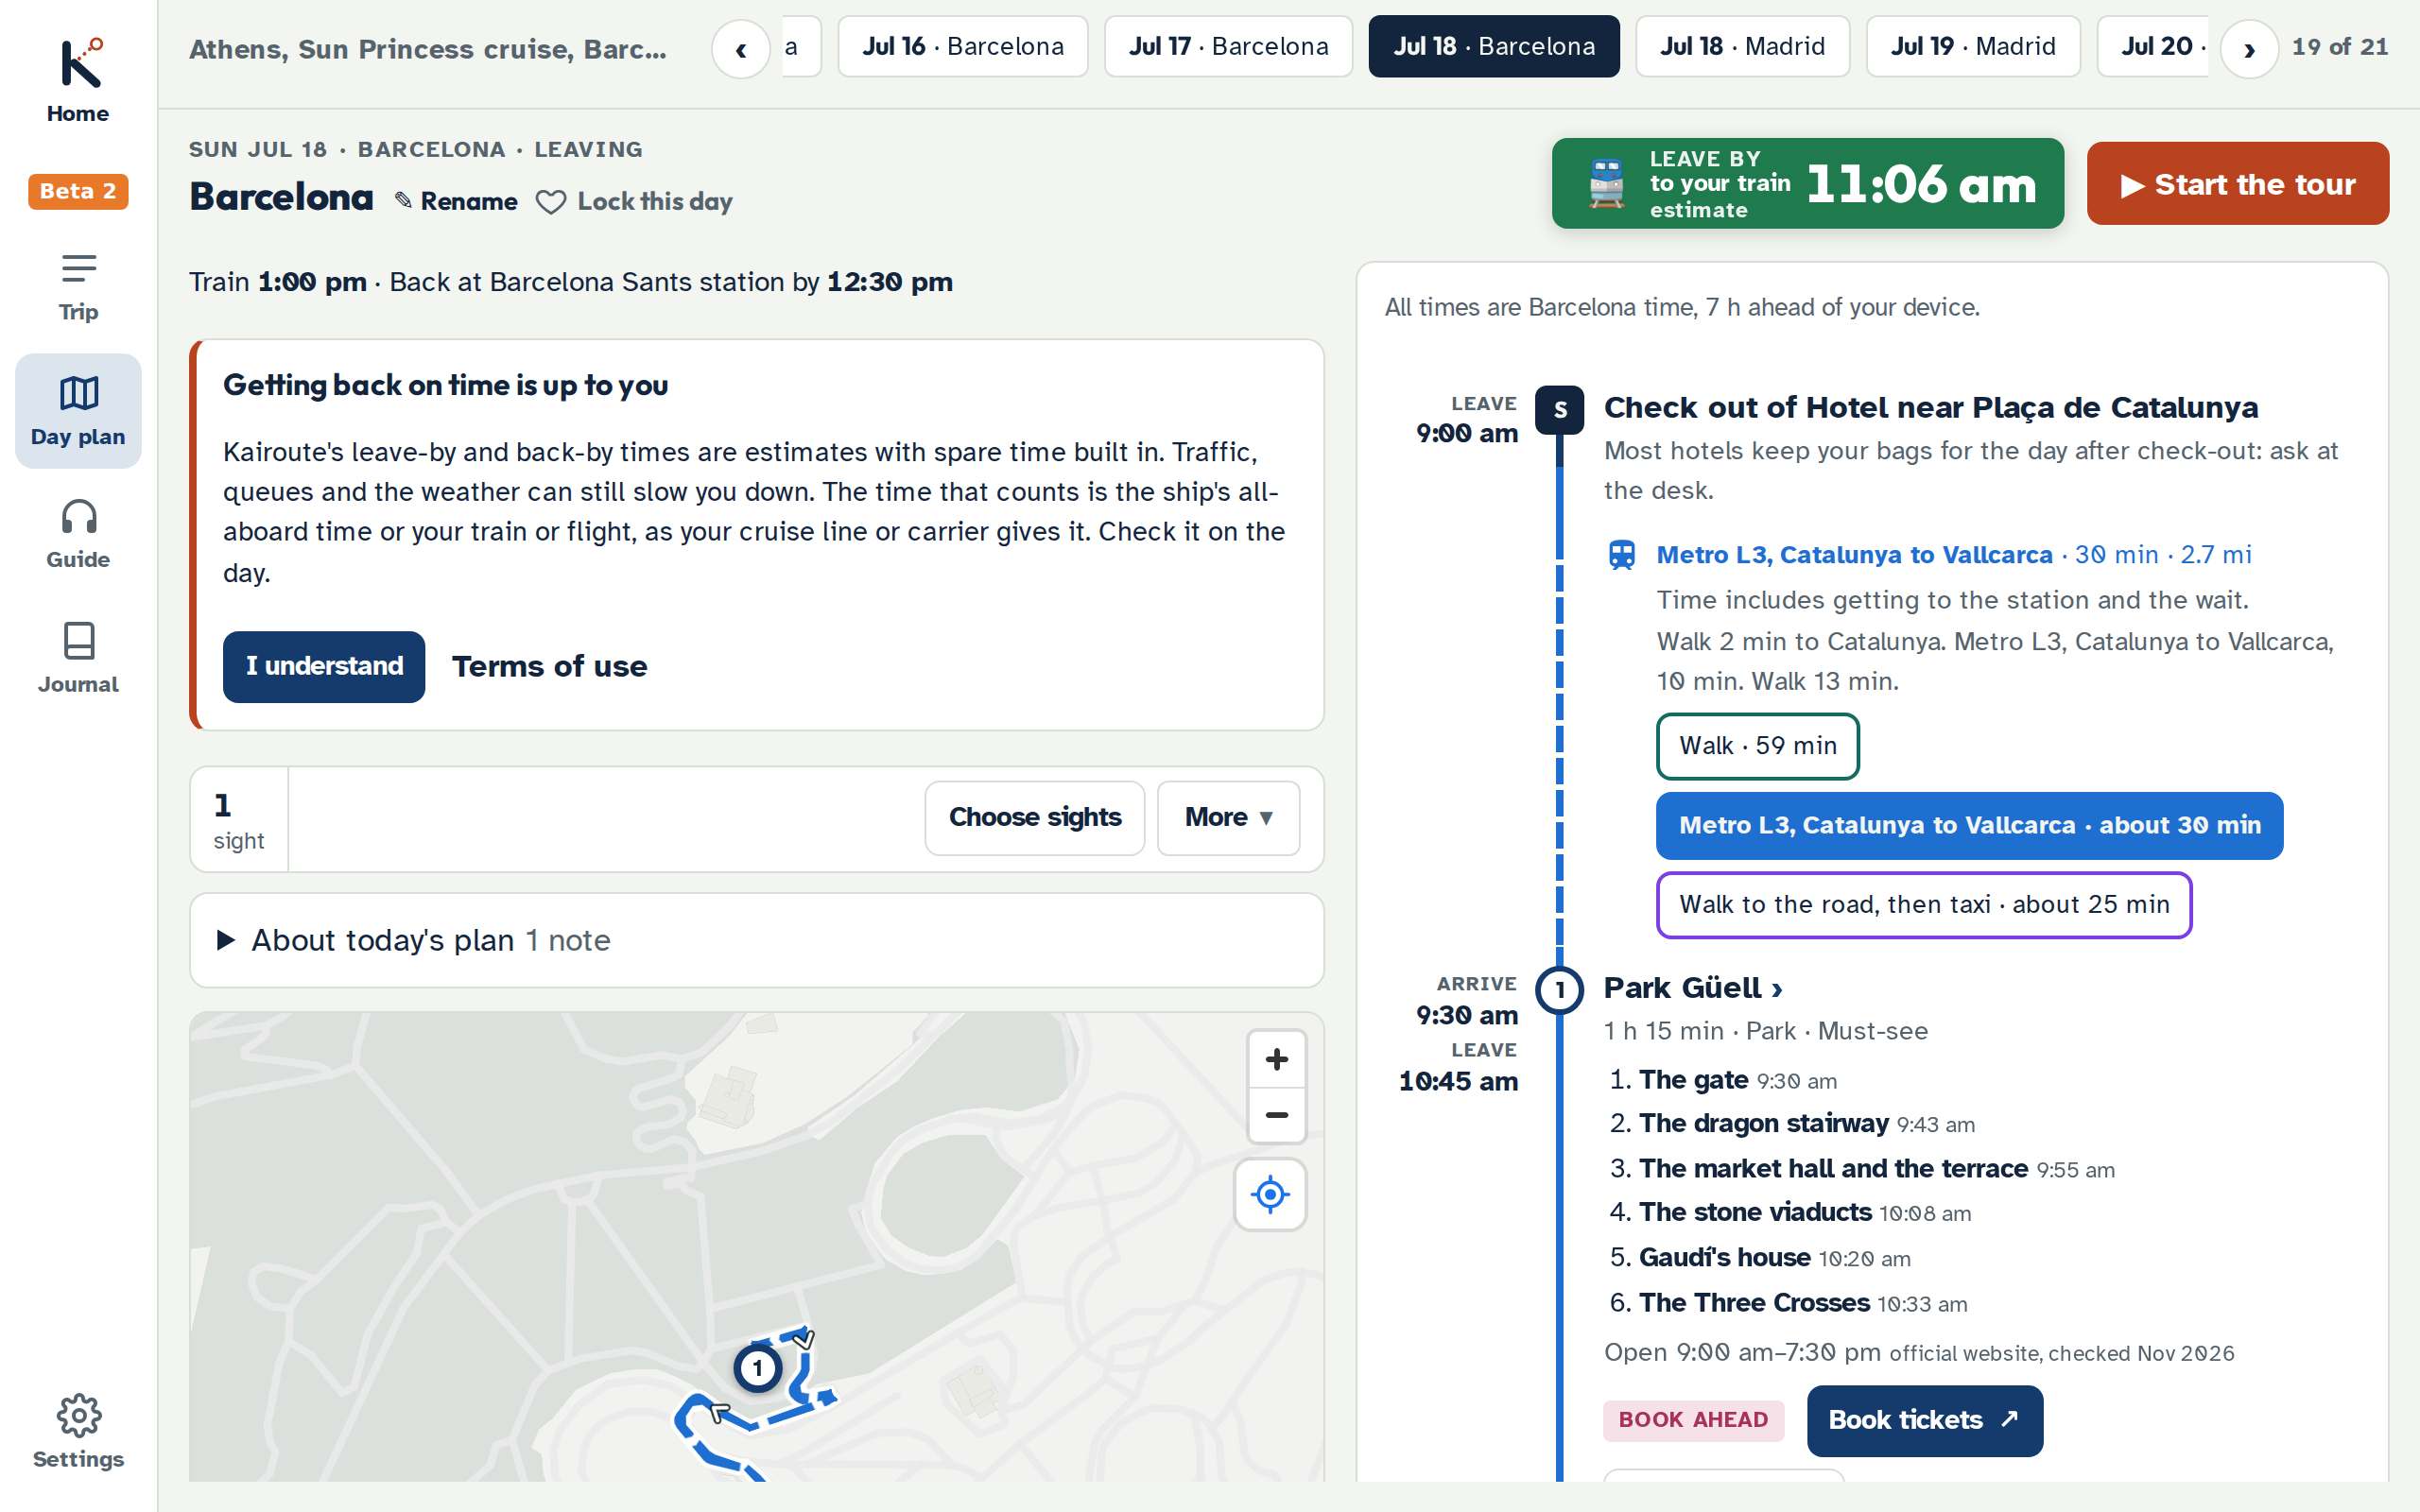 Home
Beta 2
Trip
Day plan
Guide
Journal
Settings
Athens, Sun Princess cruise, Barc...
‹
a
Jul 16 · Barcelona
Jul 17 · Barcelona
Jul 18 · Barcelona
Jul 18 · Madrid
Jul 19 · Madrid
Jul 20 ·
›
19 of 21
SUN JUL 18 · BARCELONA · LEAVING
Barcelona
✎ Rename
Lock this day
LEAVE BY
to your train
estimate
11:06 am
▶ Start the tour
Train 1:00 pm · Back at Barcelona Sants station by 12:30 pm
Getting back on time is up to you
Kairoute's leave-by and back-by times are estimates with spare time built in. Traffic,
queues and the weather can still slow you down. The time that counts is the ship's all-
aboard time or your train or flight, as your cruise line or carrier gives it. Check it on the
day.
I understand
Terms of use
1
sight
Choose sights
More ▾
▶ About today's plan 1 note
+
−
1
All times are Barcelona time, 7 h ahead of your device.
LEAVE
9:00 am
S
Check out of Hotel near Plaça de Catalunya
Most hotels keep your bags for the day after check-out: ask at
the desk.
Metro L3, Catalunya to Vallcarca · 30 min · 2.7 mi
Time includes getting to the station and the wait.
Walk 2 min to Catalunya. Metro L3, Catalunya to Vallcarca,
10 min. Walk 13 min.
Walk · 59 min
Metro L3, Catalunya to Vallcarca · about 30 min
Walk to the road, then taxi · about 25 min
ARRIVE
9:30 am
LEAVE
10:45 am
1
Park Güell ›
1 h 15 min · Park · Must-see
1. The gate 9:30 am
2. The dragon stairway 9:43 am
3. The market hall and the terrace 9:55 am
4. The stone viaducts 10:08 am
5. Gaudí's house 10:20 am
6. The Three Crosses 10:33 am
Open 9:00 am–7:30 pm official website, checked Nov 2026
BOOK AHEAD
Book tickets ↗